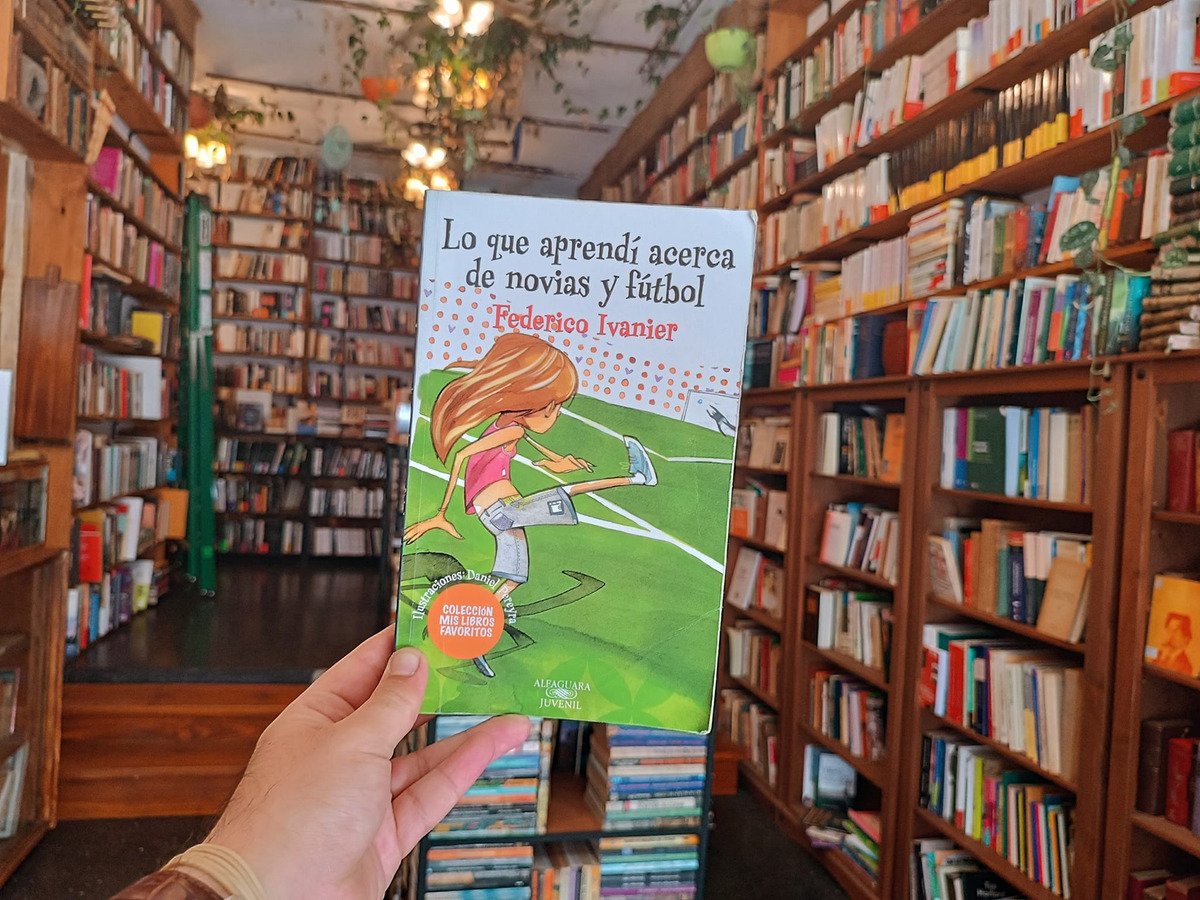 Lo que aprendí acerca
de novias y fútbol
Federico Ivanier
Ilustraciones: Daniel Pereyra
COLECCIÓN
MIS LIBROS
FAVORITOS
ALFAGUARA
JUVENIL